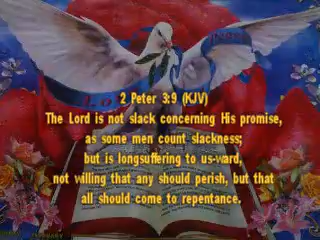 2 Peter 3:9 (KJV)
The Lord is not slack concerning His promise,
as some men count slackness;
but is longsuffering to us-ward,
not willing that any should perish, but that
all should come to repentance.